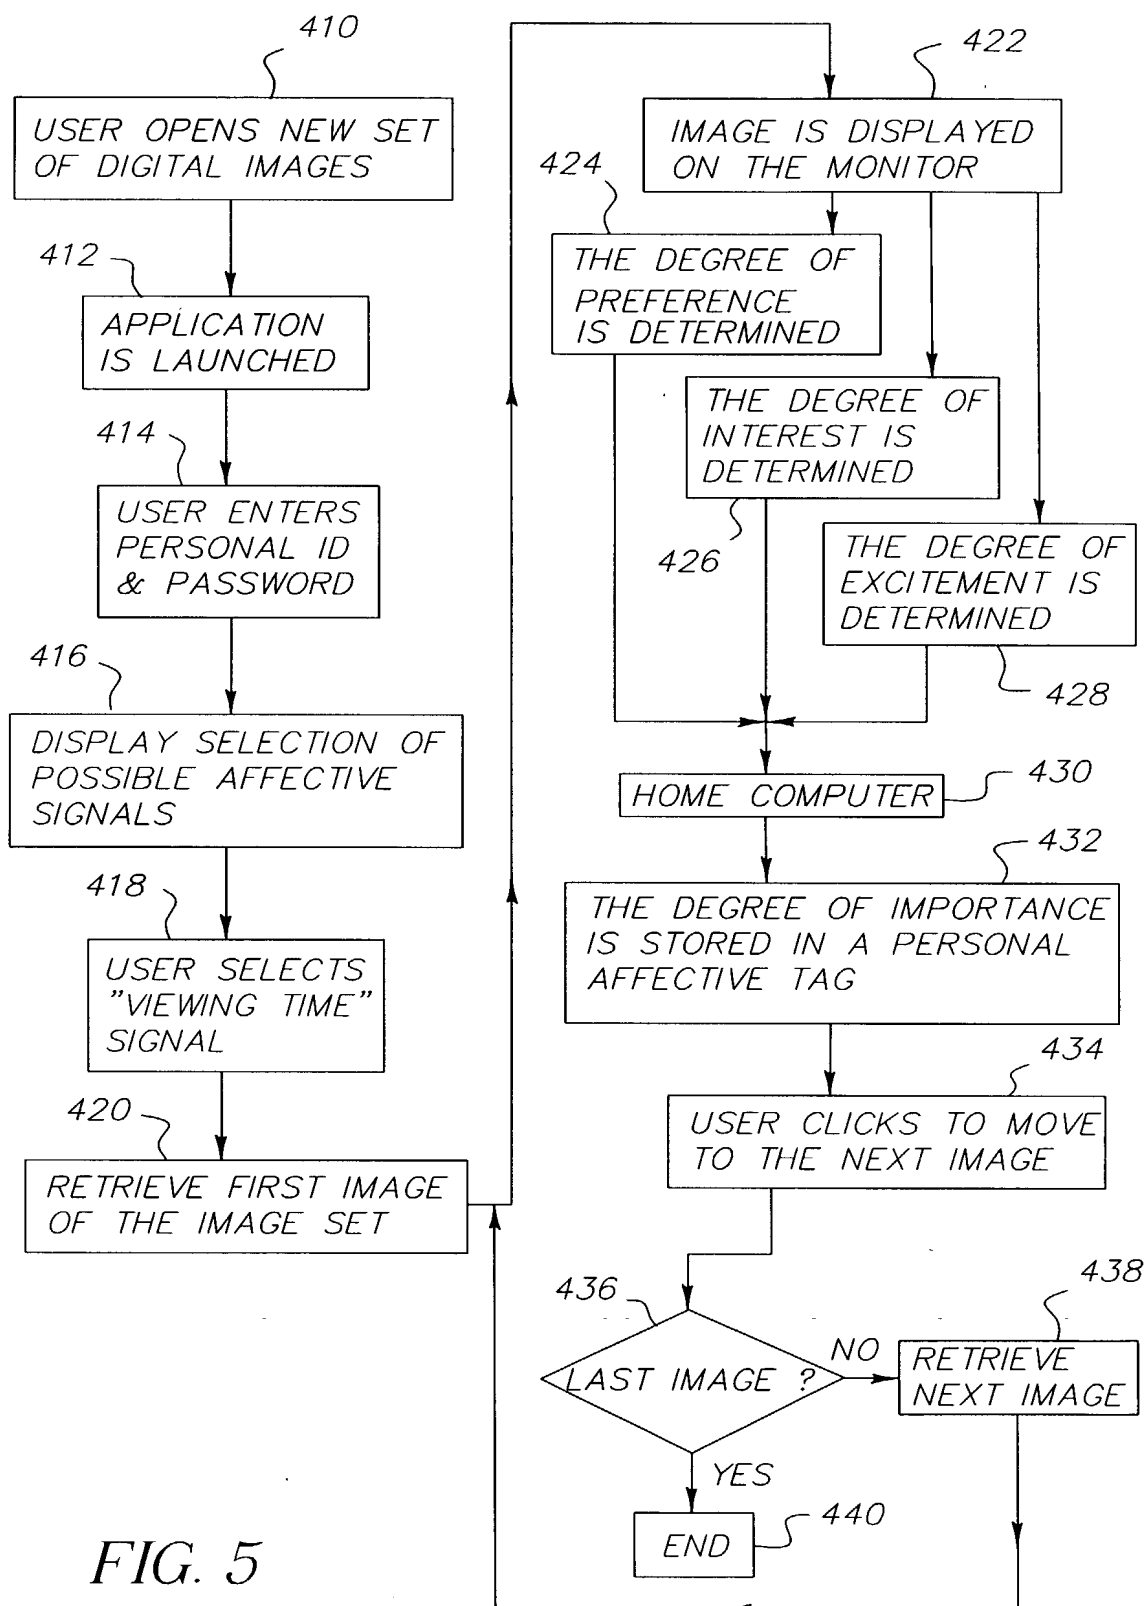 410
USER OPENS NEW SET
OF DIGITAL IMAGES
412
APPLICATION
IS LAUNCHED
414
USER ENTERS
PERSONAL ID
& PASSWORD
416
DISPLAY SELECTION OF
POSSIBLE AFFECTIVE
SIGNALS
418
USER SELECTS
"VIEWING TIME"
SIGNAL
420
RETRIEVE FIRST IMAGE
OF THE IMAGE SET
422
IMAGE IS DISPLAYED
ON THE MONITOR
424
THE DEGREE OF
PREFERENCE
IS DETERMINED
THE DEGREE OF
INTEREST IS
DETERMINED
426
THE DEGREE OF
EXCITEMENT IS
DETERMINED
428
HOME COMPUTER
430
432
THE DEGREE OF IMPORTANCE
IS STORED IN A PERSONAL
AFFECTIVE TAG
434
USER CLICKS TO MOVE
TO THE NEXT IMAGE
436
LAST IMAGE ?
NO
438
RETRIEVE
NEXT IMAGE
YES
440
END
FIG. 5